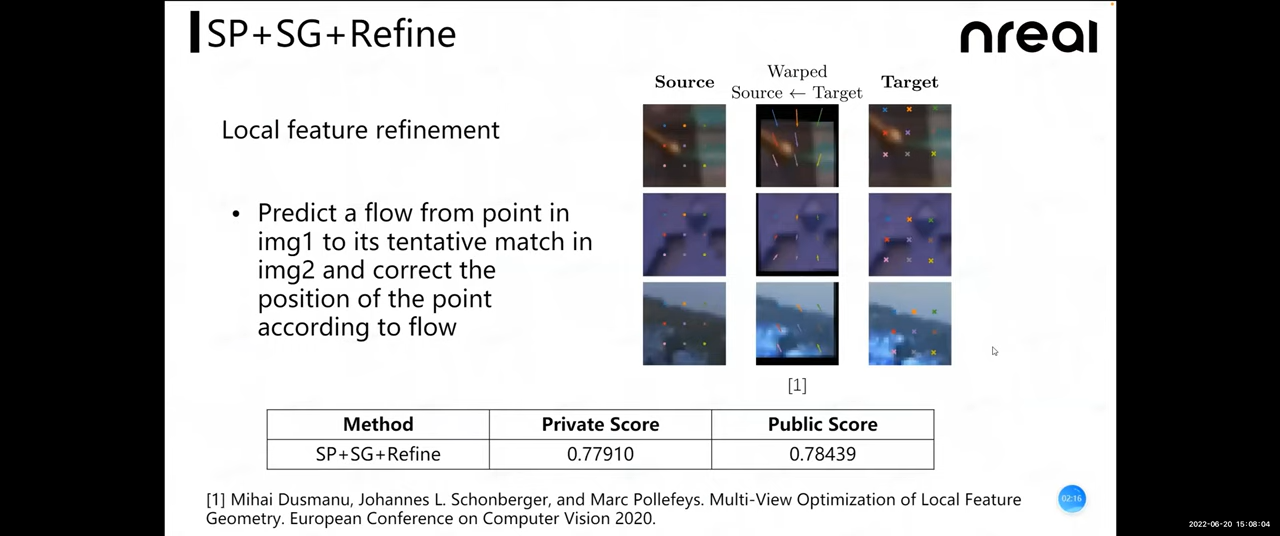 SP+SG+Refine
nreal
Source
Warped
Source ← Target
Target
Local feature refinement
• Predict a flow from point in
img1 to its tentative match in
img2 and correct the
position of the point
according to flow
[1]
Method Private Score Public Score
SP+SG+Refine 0.77910 0.78439
[1] Mihai Dusmanu, Johannes L. Schonberger, and Marc Pollefeys. Multi-View Optimization of Local Feature
Geometry. European Conference on Computer Vision 2020.
02:16
2022-06-20 15:08:04